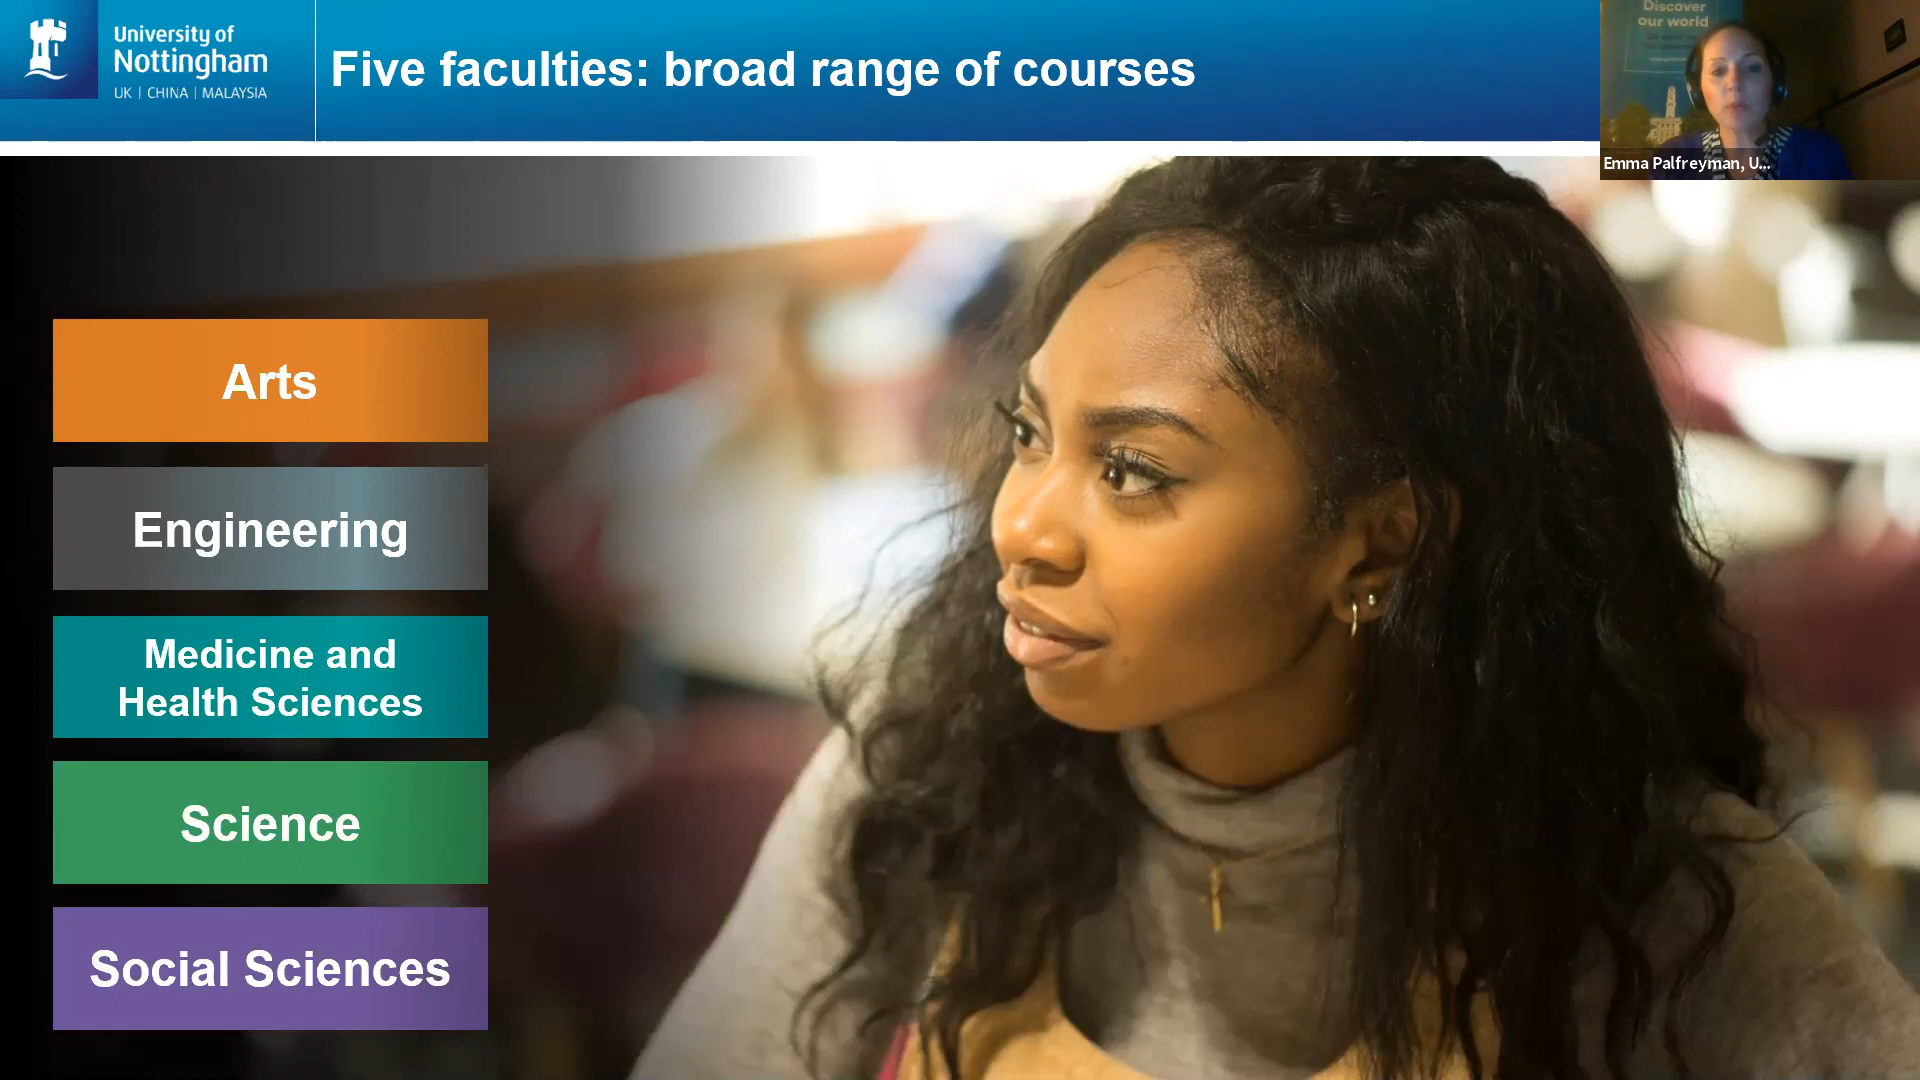 University of
Nottingham
UK | CHINA | MALAYSIA
Five faculties: broad range of courses
Discover
our world
Emma Palfreyman, U...
Arts
Engineering
Medicine and
Health Sciences
Science
Social Sciences